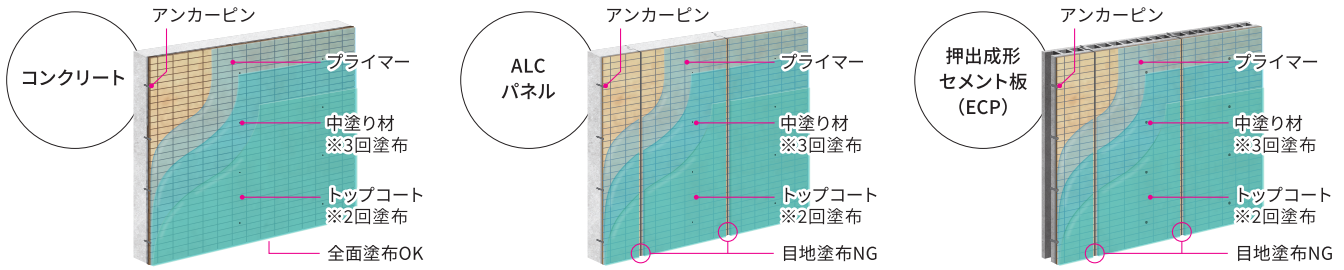 コンクリート
アンカーピン
プライマー
中塗り材
※3回塗布
トップコート
※2回塗布
全面塗布OK
ALC
パネル
アンカーピン
プライマー
中塗り材
※3回塗布
トップコート
※2回塗布
目地塗布NG
押出成形
セメント板
（ECP）
アンカーピン
プライマー
中塗り材
※3回塗布
トップコート
※2回塗布
目地塗布NG